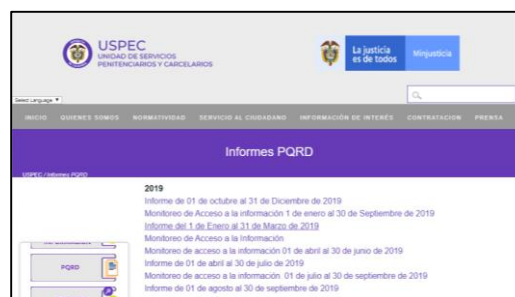 USPEC
UNIDAD DE SERVICIOS
PENITENCIARIOS Y CARCELARIOS
La justicia
es de todos
Minjusticia
Select Language ▼
INICIO QUIENES SOMOS NORMATIVIDAD SERVICIO AL CIUDADANO INFORMACIÓN DE INTERÉS CONTRATACION PRENSA
Informes PQRD
USPEC / Informes PQRD
2019
Informe de 01 de octubre al 31 de Diciembre de 2019
Monitoreo de Acceso a la información 1 de enero al 30 de Septiembre de 2019
Informe del 1 de Enero al 31 de Marzo de 2019
Monitoreo de Acceso a la Información
Monitoreo de acceso a la información 01 de abril al 30 de junio de 2019
Informe de 01 de abril al 30 de julio de 2019
Monitoreo de acceso a la información 01 de julio al 30 de septiembre de 2019
PQRD
Informe de 01 de agosto al 30 de septiembre de 2019